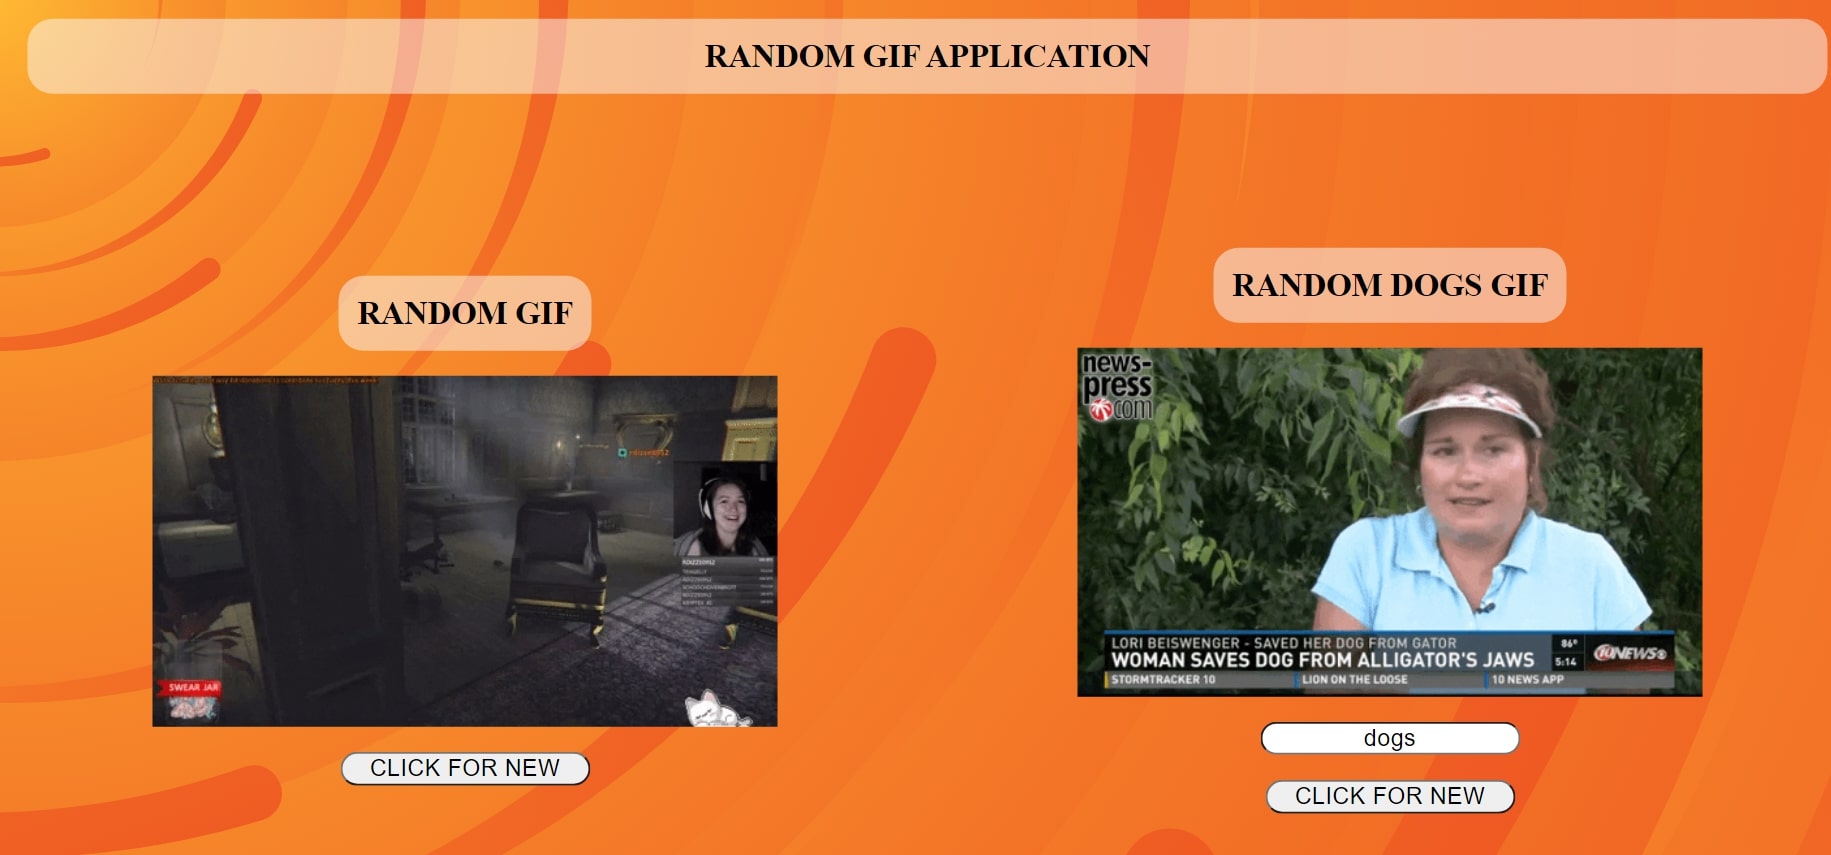 RANDOM GIF APPLICATION
RANDOM GIF
SWEAR JAR
CLICK FOR NEW
RANDOM DOGS GIF
news-
press
com
LORI BEISWENGER - SAVED HER DOG FROM GATOR
WOMAN SAVES DOG FROM ALLIGATOR'S JAWS
86°
5:14
10NEWS
STORMTRACKER 10
LION ON THE LOOSE
10 NEWS APP
dogs
CLICK FOR NEW